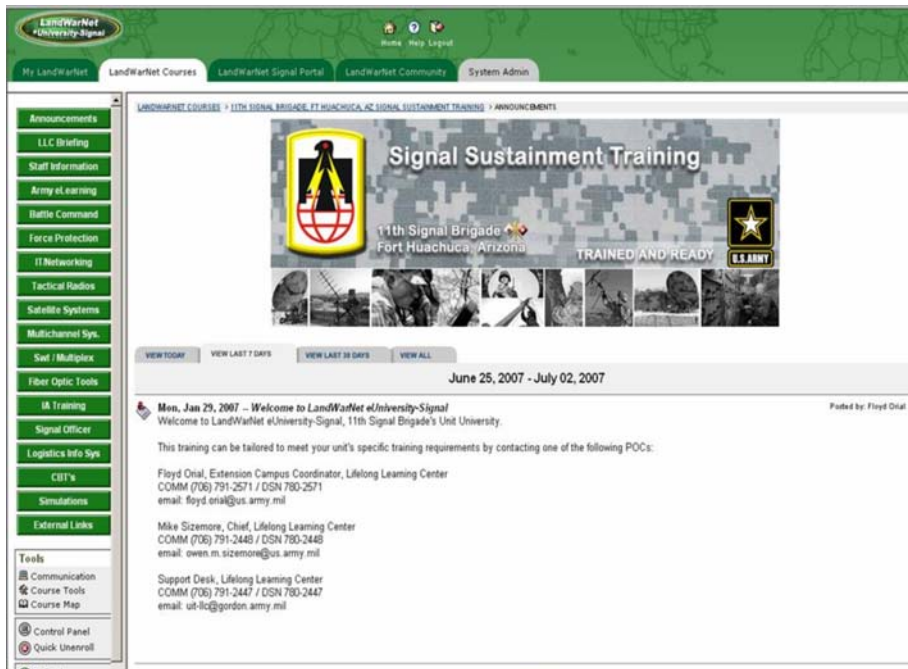 LandWarNet
eUniversity-Signal
Home Help Logout
My LandWarNet
LandWarNet Courses
LandWarNet Signal Portal
LandWarNet Community
System Admin
LANDWARNET COURSES > 11TH SIGNAL BRIGADE, FT HUACHUCA, AZ SIGNAL SUSTAINMENT TRAINING > ANNOUNCEMENTS
Announcements
LLC Briefing
Staff Information
Army eLearning
Battle Command
Force Protection
IT/Networking
Tactical Radios
Satellite Systems
Multichannel Sys.
Swt / Multiplex
Fiber Optic Tools
IA Training
Signal Officer
Logistics Info Sys
CBT's
Simulations
External Links
Tools
Communication
Course Tools
Course Map
Control Panel
Quick Unenroll
Signal Sustainment Training
11th Signal Brigade
Fort Huachuca, Arizona
TRAINED AND READY
U.S.ARMY
VIEW TODAY
VIEW LAST 7 DAYS
VIEW LAST 30 DAYS
VIEW ALL
June 25, 2007 - July 02, 2007
Mon, Jan 29, 2007 -- Welcome to LandWarNet eUniversity-Signal
Posted by: Floyd Orial
Welcome to LandWarNet eUniversity-Signal, 11th Signal Brigade's Unit University.
This training can be tailored to meet your unit's specific training requirements by contacting one of the following POCs:
Floyd Orial, Extension Campus Coordinator, Lifelong Learning Center
COMM (706) 791-2571 / DSN 780-2571
email: floyd.orial@us.army.mil
Mike Sizemore, Chief, Lifelong Learning Center
COMM (706) 791-2448 / DSN 780-2448
email: owen.m.sizemore@us.army.mil
Support Desk, Lifelong Learning Center
COMM (706) 791-2447 / DSN 780-2447
email: uit-llc@gordon.army.mil